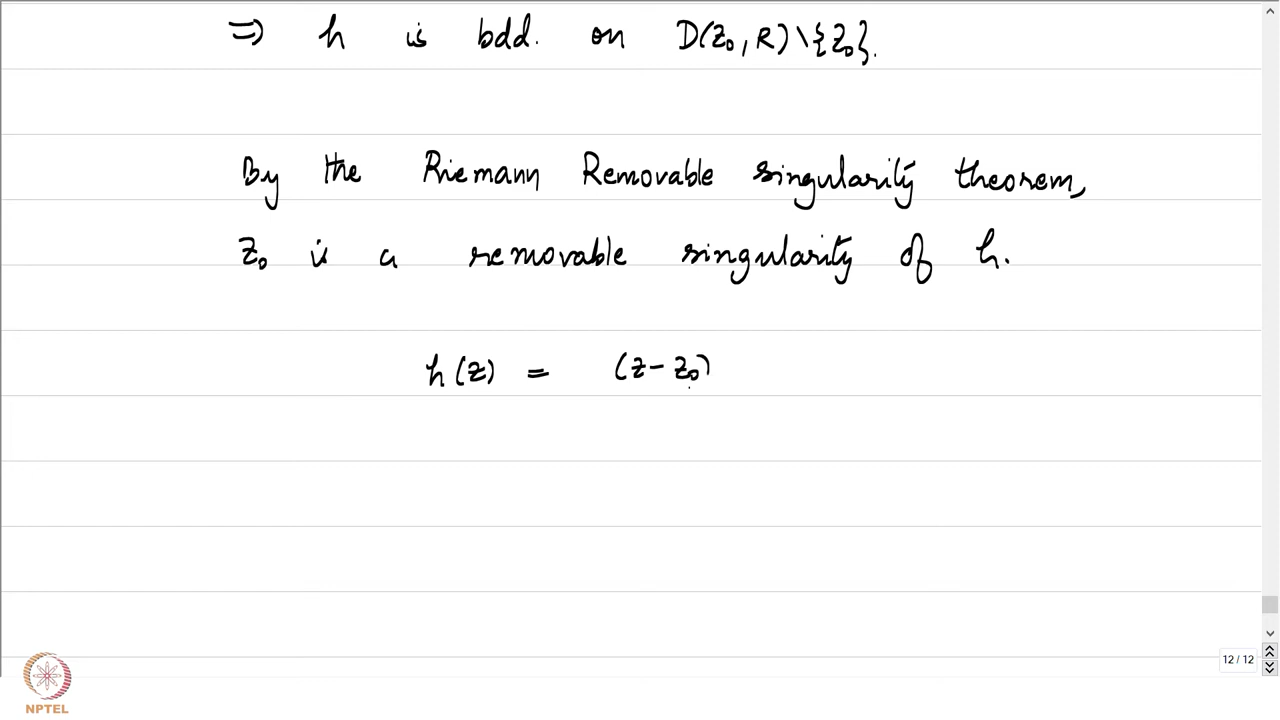 ⇒ h is bdd. on D(z₀, R) \ {z₀}.
By the Riemann Removable singularity theorem,
z₀ is a removable singularity of h.
h(z) = (z - z₀)
12 / 12
NPTEL